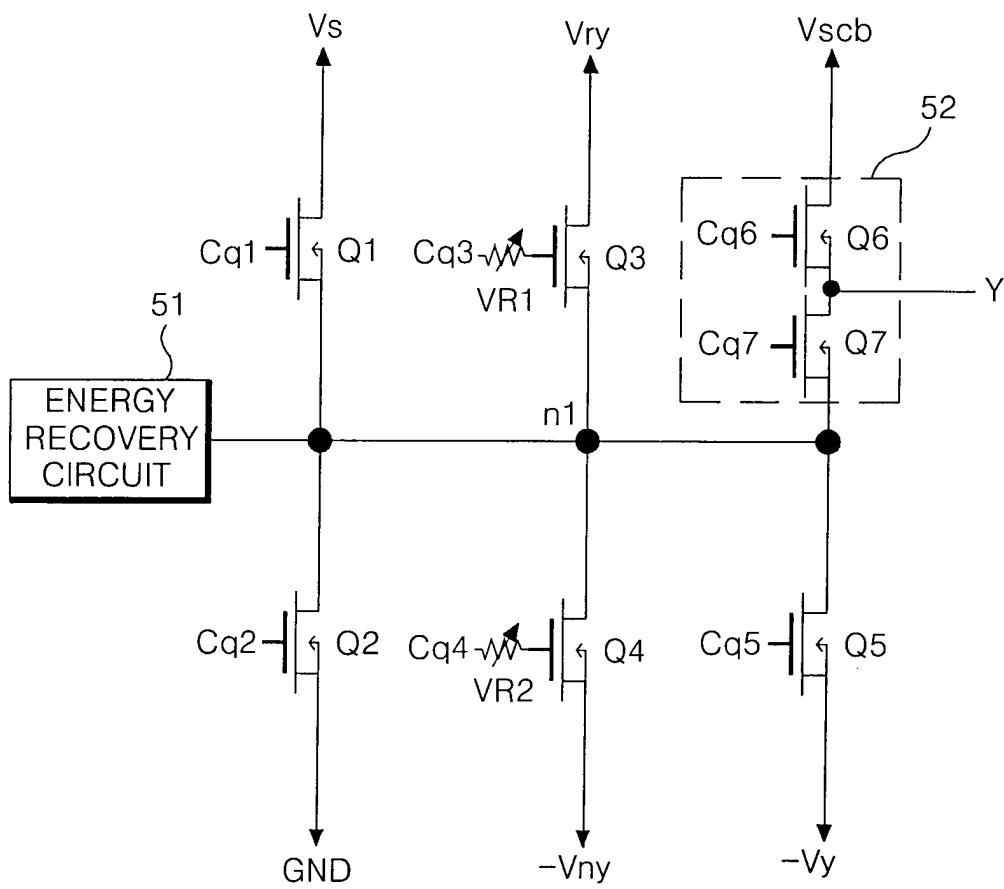 Vs
Vry
Vscb
52
Cq1
Q1
Cq3
Q3
VR1
Cq6
Q6
Y
Cq7
Q7
51
ENERGY
RECOVERY
CIRCUIT
n1
Cq2
Q2
Cq4
Q4
VR2
Cq5
Q5
GND
–Vny
–Vy